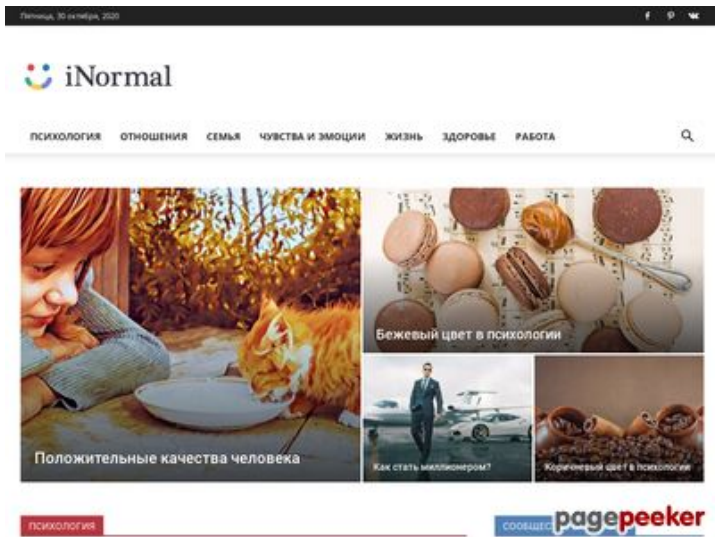 Пятница, 30 октября, 2020
iNormal
ПСИХОЛОГИЯ ОТНОШЕНИЯ СЕМЬЯ ЧУВСТВА И ЭМОЦИИ ЖИЗНЬ ЗДОРОВЬЕ РАБОТА
Бежевый цвет в психологии
Положительные качества человека
Как стать миллионером?
Коричневый цвет в психологии
ПСИХОЛОГИЯ
pagepeeker